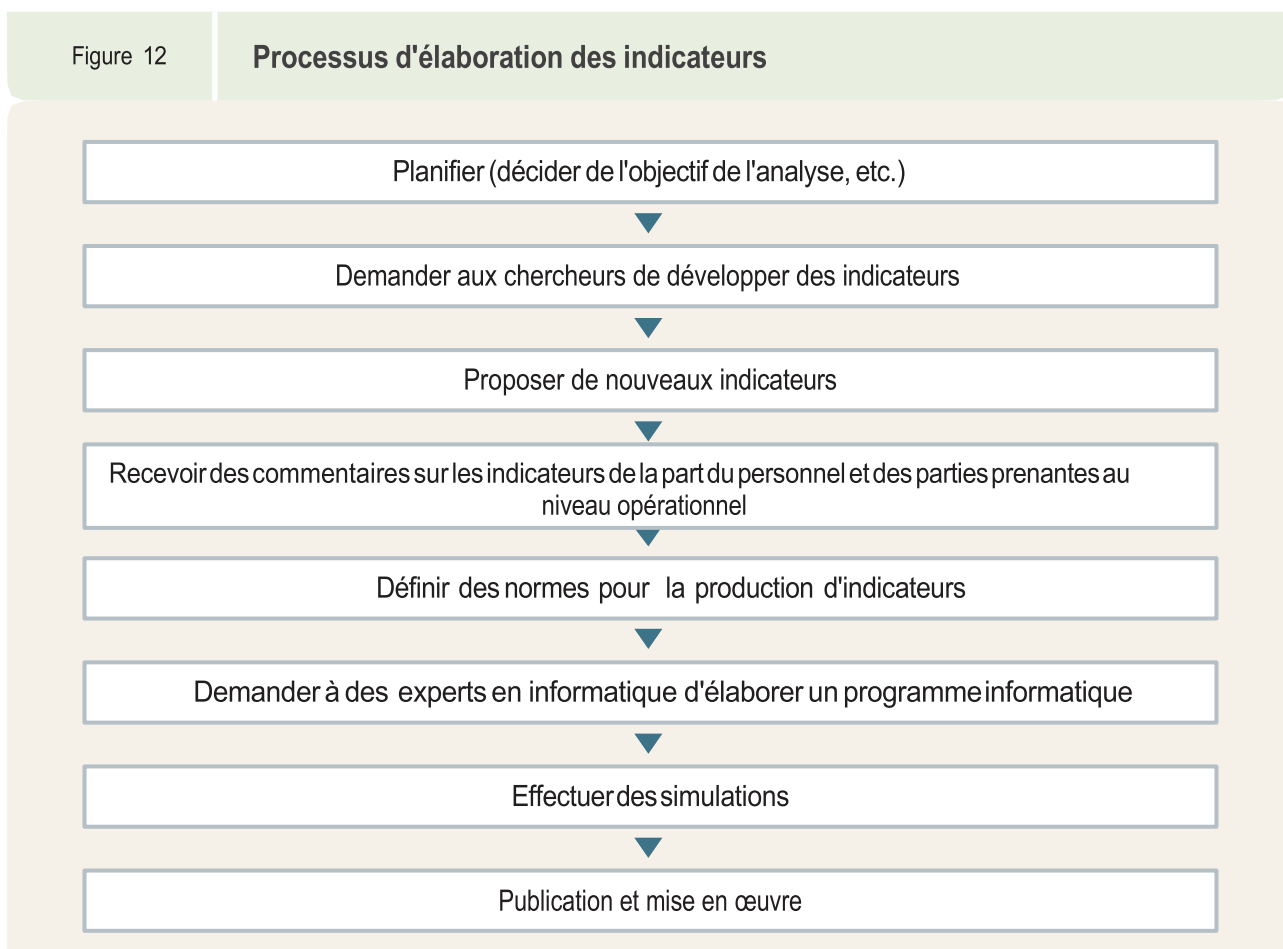 Figure 12
Processus d'élaboration des indicateurs
Planifier (décider de l'objectif de l'analyse, etc.)
Demander aux chercheurs de développer des indicateurs
Proposer de nouveaux indicateurs
Recevoir des commentaires sur les indicateurs de la part du personnel et des parties prenantes au
niveau opérationnel
Définir des normes pour la production d'indicateurs
Demander à des experts en informatique d'élaborer un programme informatique
Effectuer des simulations
Publication et mise en œuvre